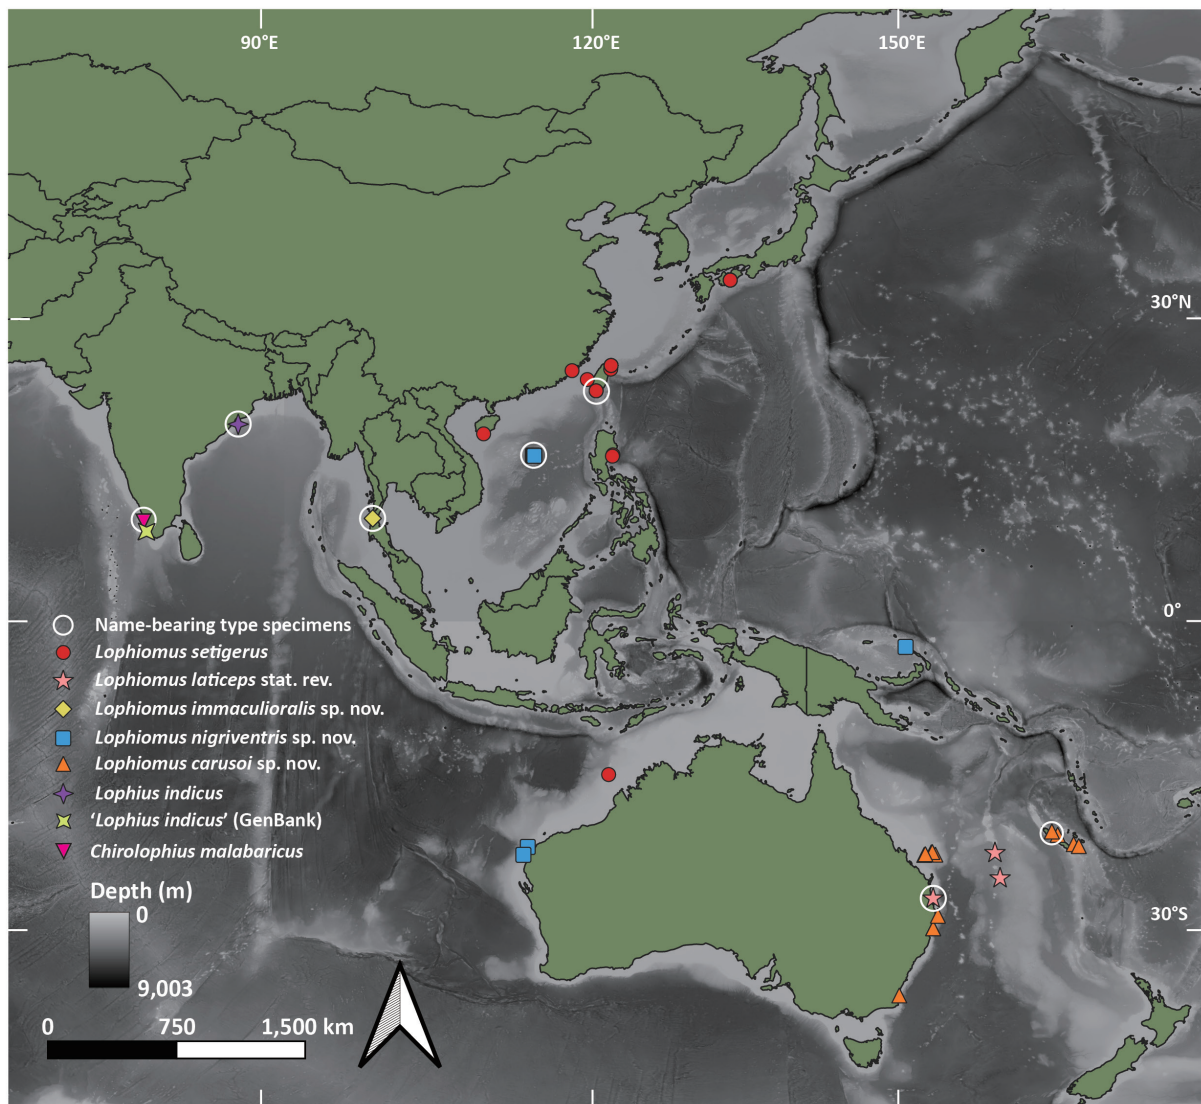 90°E 120°E 150°E
30°N
0°
30°S
Name-bearing type specimens
Lophiomus setigerus
Lophiomus laticeps stat. rev.
Lophiomus immaculioralis sp. nov.
Lophiomus nigriventris sp. nov.
Lophiomus carusoi sp. nov.
Lophius indicus
‘Lophius indicus’ (GenBank)
Chirolophius malabaricus
Depth (m)
0
9,003
0 750 1,500 km